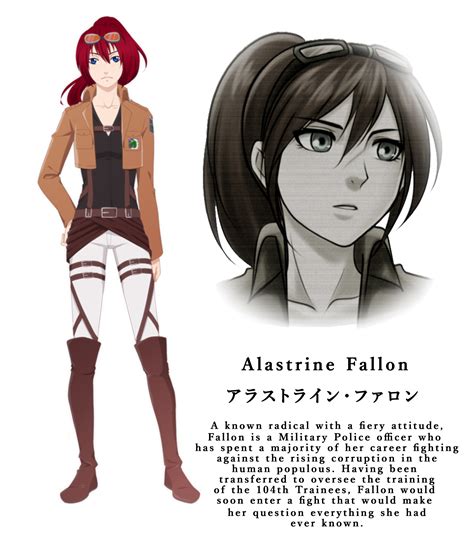 Alastrine Fallon
アラストライン・ファロン
A known radical with a fiery attitude,
Fallon is a Military Police officer who
has spent a majority of her career fighting
against the rising corruption in the
human populous. Having been
transferred to oversee the training
of the 104th Trainees, Fallon would
soon enter a fight that would make
her question everything she had
ever known.